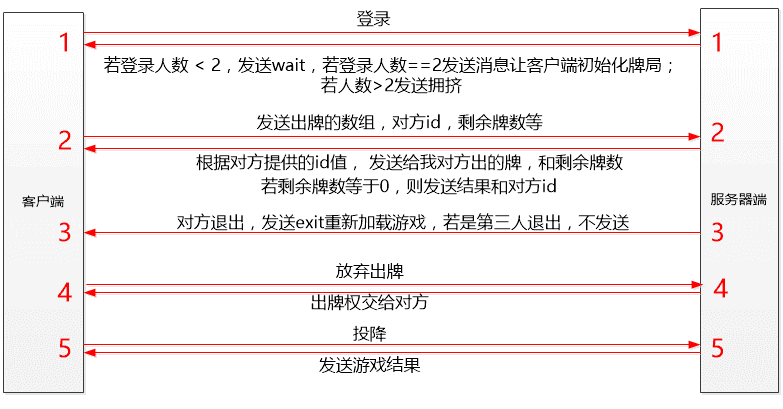 登录
1
1
若登录人数 < 2，发送wait，若登录人数==2发送消息让客户端初始化牌局；
若人数>2发送拥挤
发送出牌的数组，对方id，剩余牌数等
2
2
根据对方提供的id值， 发送给我对方出的牌，和剩余牌数
若剩余牌数等于0，则发送结果和对方id
客户端
服务器端
对方退出，发送exit重新加载游戏，若是第三人退出，不发送
3
3
放弃出牌
4
4
出牌权交给对方
投降
5
5
发送游戏结果